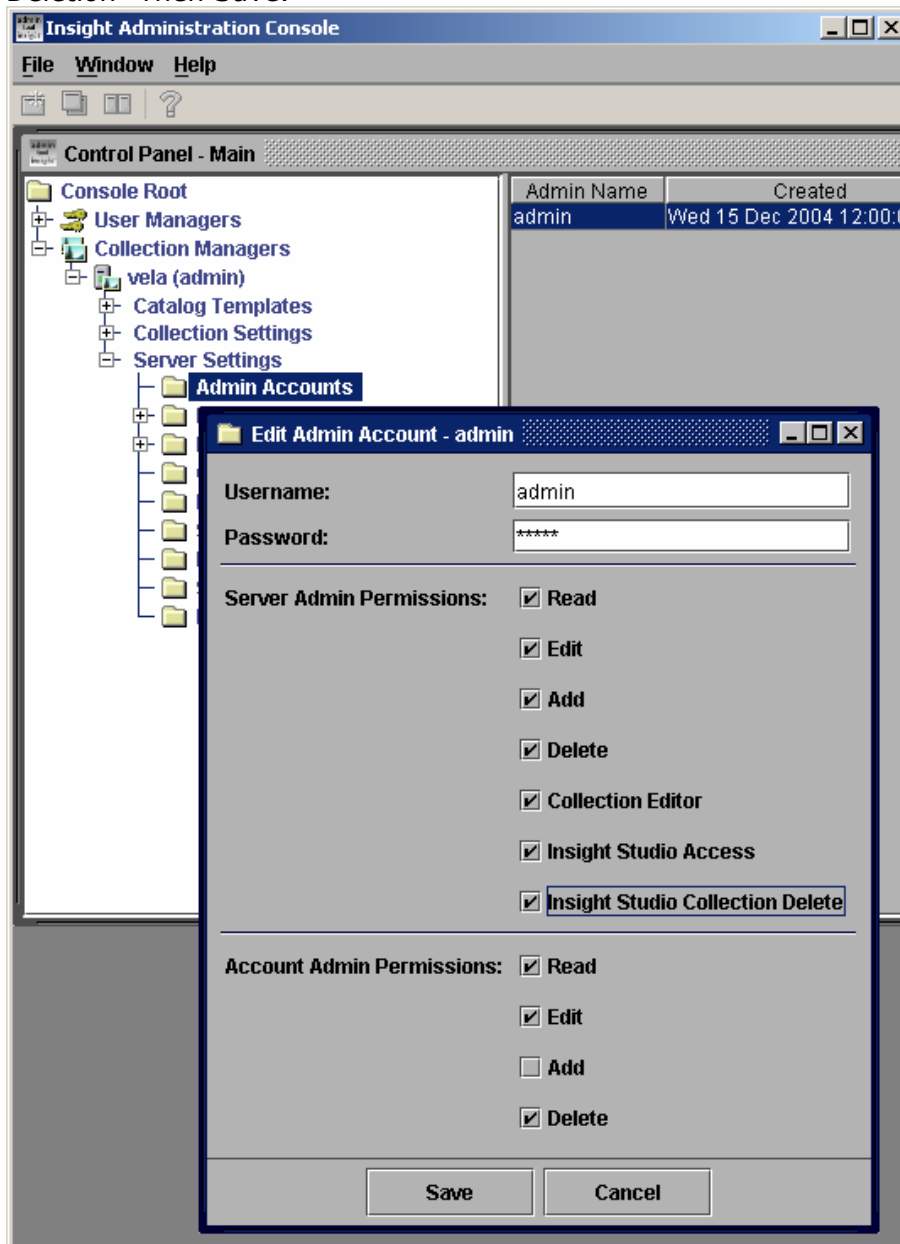 Insight Administration Console
File Window Help
Control Panel - Main
Console Root
User Managers
Collection Managers
vela (admin)
Catalog Templates
Collection Settings
Server Settings
Admin Accounts
Admin Name Created
admin Wed 15 Dec 2004 12:00:
Edit Admin Account - admin
Username: admin
Password: *****
Server Admin Permissions: Read
Edit
Add
Delete
Collection Editor
Insight Studio Access
Insight Studio Collection Delete
Account Admin Permissions: Read
Edit
Add
Delete
Save Cancel